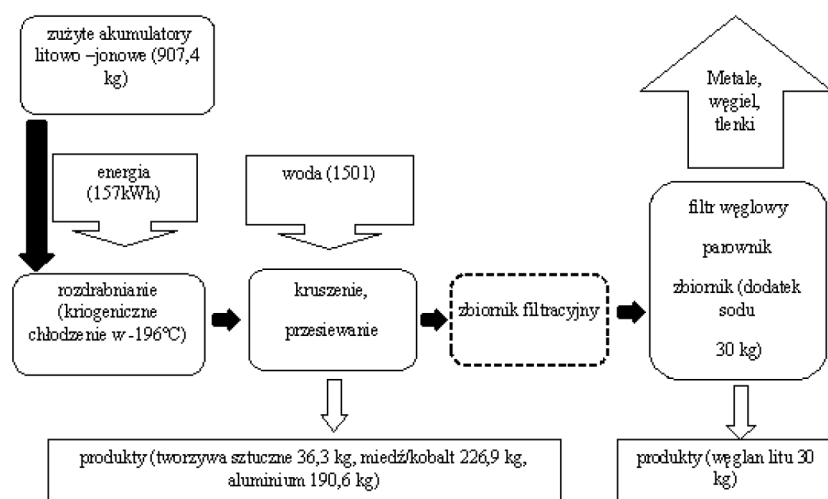 zużyte akumulatory
litowo –jonowe (907,4
kg)
Metale,
węgiel,
tlenki
energia
(157kWh)
woda (150 l)
filtr węglowy
parownik
zbiornik (dodatek
sodu
30 kg)
rozdrabnianie
(kriogeniczne
chłodzenie w -196°C)
kruszenie,
przesiewanie
zbiornik filtracyjny
produkty (tworzywa sztuczne 36,3 kg, miedź/kobalt 226,9 kg,
aluminium 190,6 kg)
produkty (węglan litu 30
kg)